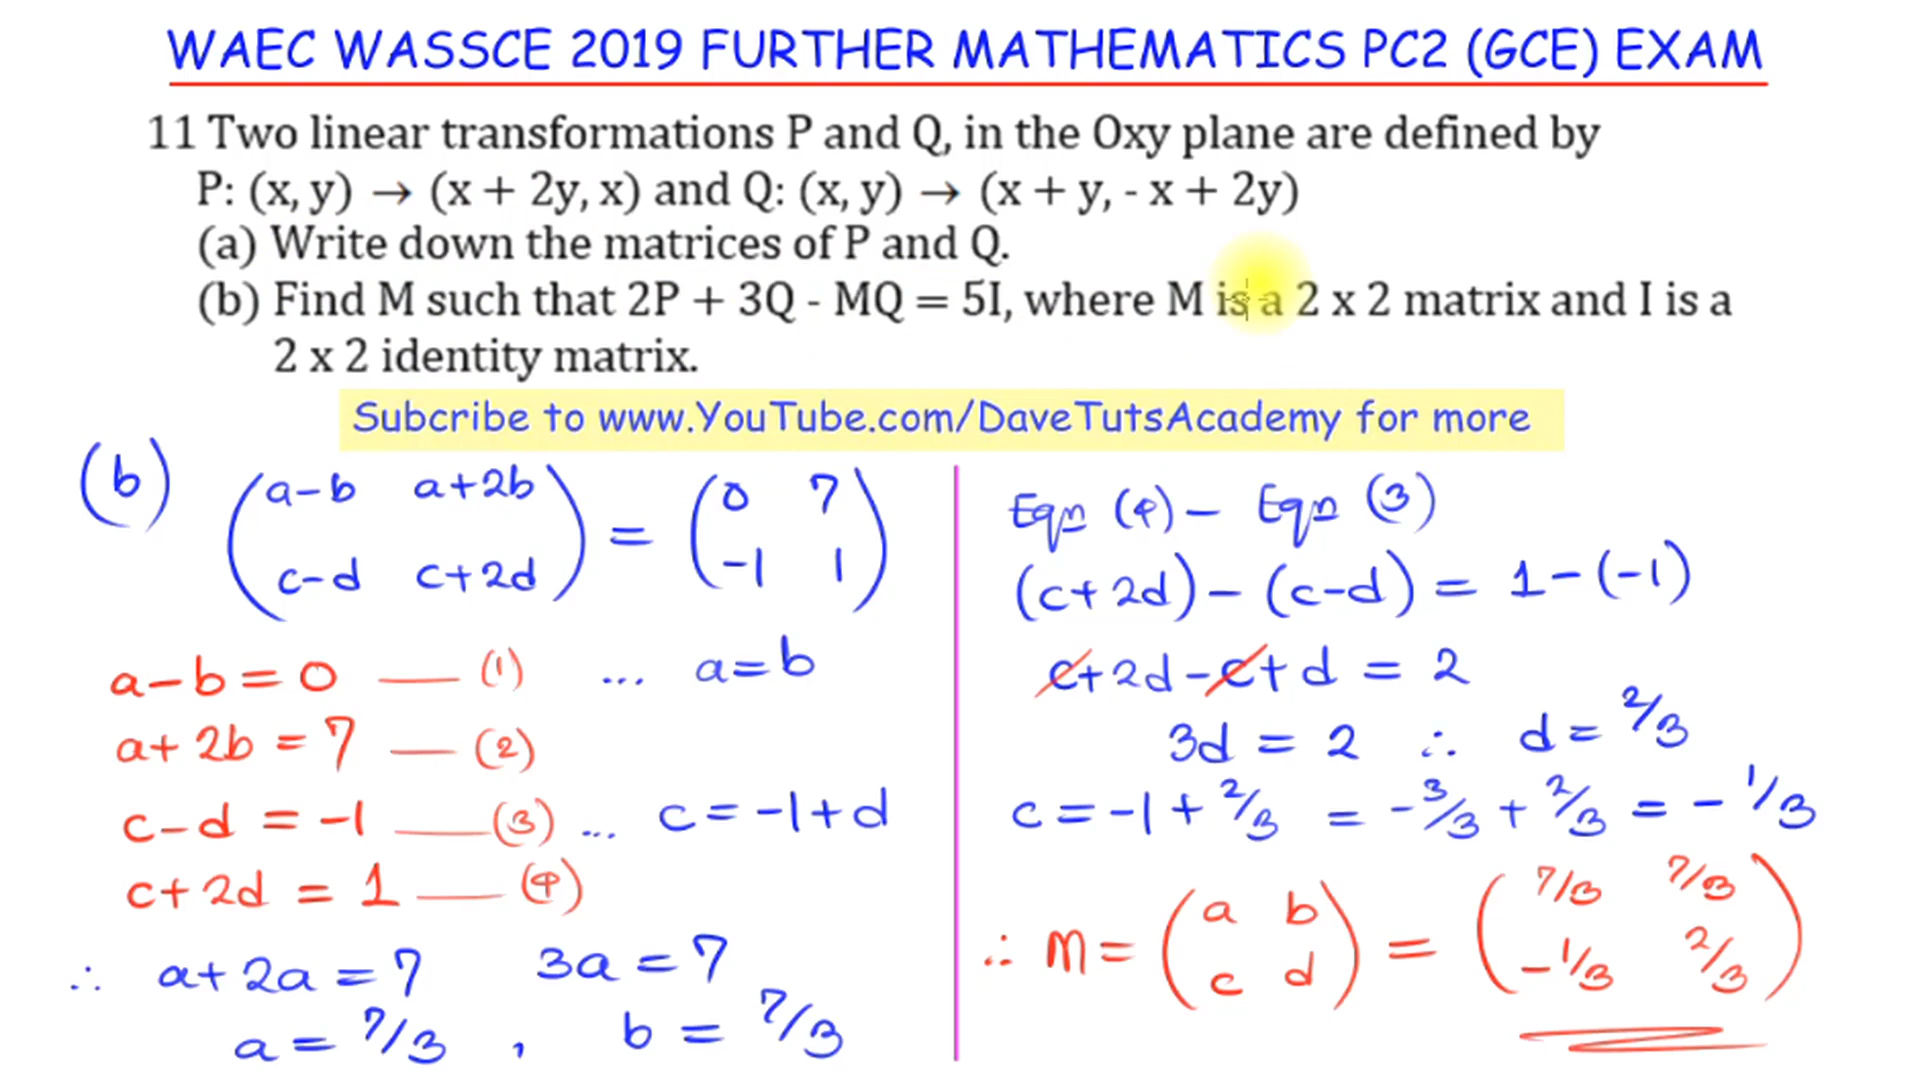 WAEC WASSCE 2019 FURTHER MATHEMATICS PC2 (GCE) EXAM
11 Two linear transformations P and Q, in the Oxy plane are defined by
P: (x, y) → (x + 2y, x) and Q: (x, y) → (x + y, - x + 2y)
(a) Write down the matrices of P and Q.
(b) Find M such that 2P + 3Q - MQ = 5I, where M is a 2 x 2 matrix and I is a
2 x 2 identity matrix.
Subcribe to www.YouTube.com/DaveTutsAcademy for more
(b)
( a-b a+2b ) = ( 0 7 )
( c-d c+2d ) ( -1 1 )
a-b = 0 —— (1) ... a=b
a+2b = 7 —— (2)
c-d = -1 —— (3) ... c = -1+d
c+2d = 1 —— (4)
∴ a+2a = 7 3a = 7
a = 7/3 , b = 7/3
Eqn (4) - Eqn (3)
(c+2d) - (c-d) = 1-(-1)
c+2d-c+d = 2
3d = 2 ∴ d = 2/3
c = -1 + 2/3 = -3/3 + 2/3 = -1/3
∴ M = ( a b ) = ( 7/3 7/3 )
( c d ) ( -1/3 2/3 )